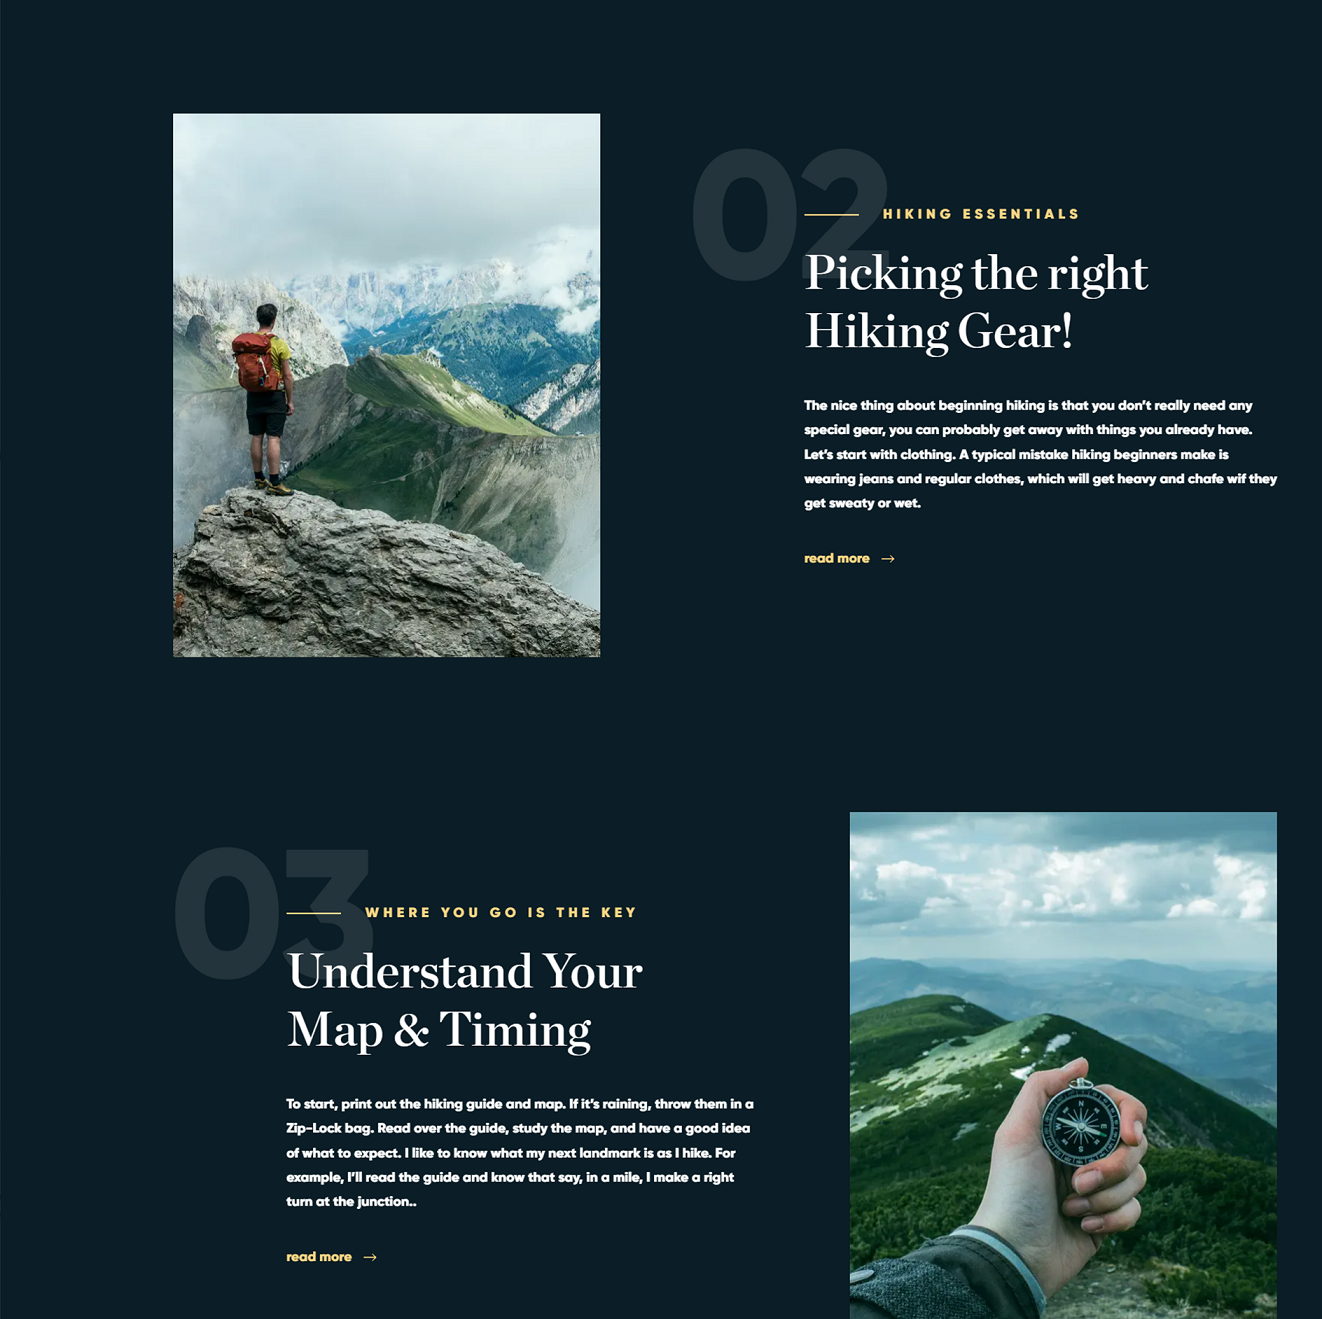 02
HIKING ESSENTIALS
Picking the right
Hiking Gear!
The nice thing about beginning hiking is that you don’t really need any
special gear, you can probably get away with things you already have.
Let’s start with clothing. A typical mistake hiking beginners make is
wearing jeans and regular clothes, which will get heavy and chafe wif they
get sweaty or wet.
read more →
03
WHERE YOU GO IS THE KEY
Understand Your
Map & Timing
To start, print out the hiking guide and map. If it’s raining, throw them in a
Zip-Lock bag. Read over the guide, study the map, and have a good idea
of what to expect. I like to know what my next landmark is as I hike. For
example, I’ll read the guide and know that say, in a mile, I make a right
turn at the junction..
read more →
N
E
S
W